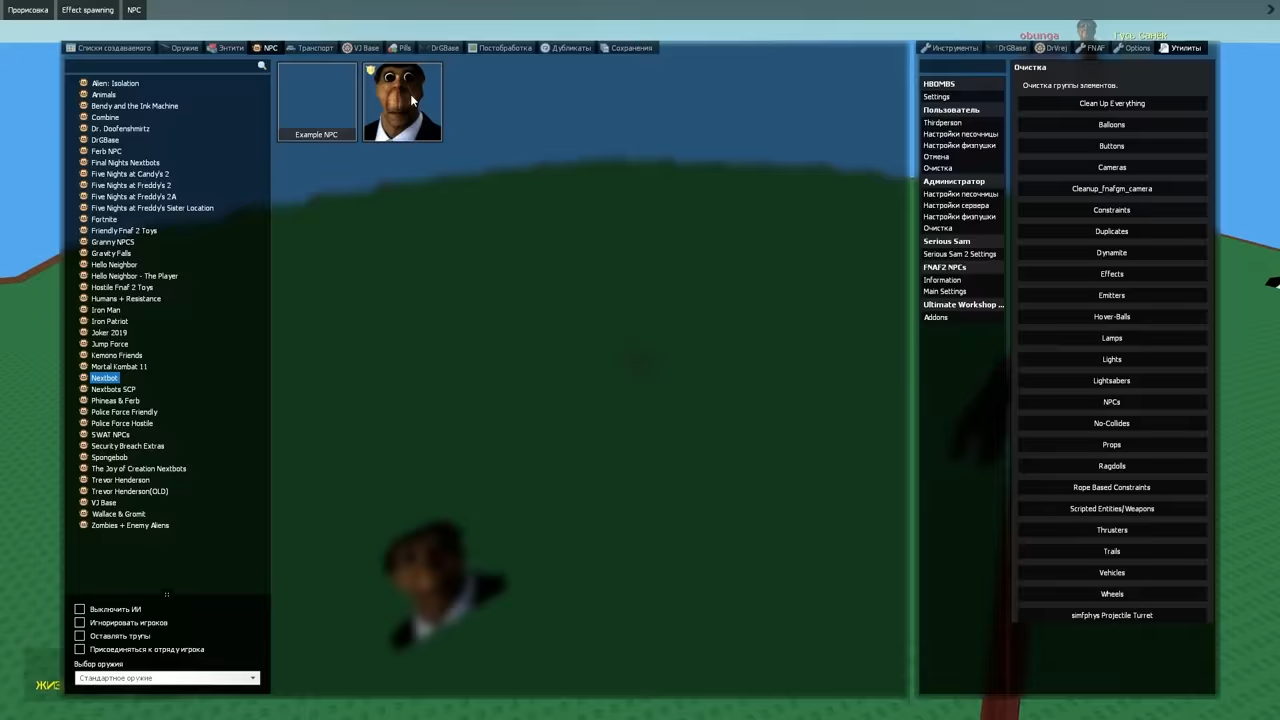 Прорисовка Effect spawning NPC
obunga Гусь Санёк
Списки создаваемого Оружие Энтити NPC Транспорт VJ Base Pills DrGBase Постобработка Дубликаты Сохранения
Инструменты DrGBase DrVrej FNAF Options Утилиты
Alien: Isolation
Animals
Bendy and the Ink Machine
Combine
Dr. Doofenshmirtz
DrGBase
Ferb NPC
Final Nights Nextbots
Five Nights at Candy's 2
Five Nights at Freddy's 2
Five Nights at Freddy's 2A
Five Nights at Freddy's Sister Location
Fortnite
Friendly Fnaf 2 Toys
Granny NPCS
Gravity Falls
Hello Neighbor
Hello Neighbor - The Player
Hostile Fnaf 2 Toys
Humans + Resistance
Iron Man
Iron Patriot
Joker 2019
Jump Force
Kemono Friends
Mortal Kombat 11
Nextbot
Nextbots SCP
Phineas & Ferb
Police Force Friendly
Police Force Hostile
SWAT NPCs
Security Breach Extras
Spongebob
The Joy of Creation Nextbots
Trevor Henderson
Trevor Henderson(OLD)
VJ Base
Wallace & Gromit
Zombies + Enemy Aliens
Выключить ИИ
Игнорировать игроков
Оставлять трупы
Присоединяться к отряду игрока
Выбор оружия
Стандартное оружие
Example NPC
HBOMBS
Settings
Пользователь
Thirdperson
Настройки песочницы
Настройки физпушки
Отмена
Очистка
Администратор
Настройки песочницы
Настройки сервера
Настройки физпушки
Очистка
Serious Sam
Serious Sam 2 Settings
FNAF2 NPCs
Information
Main Settings
Ultimate Workshop ...
Addons
Очистка
Очистка группы элементов.
Clean Up Everything
Balloons
Buttons
Cameras
Cleanup_fnafgm_camera
Constraints
Duplicates
Dynamite
Effects
Emitters
Hover-Balls
Lamps
Lights
Lightsabers
NPCs
No-Collides
Props
Ragdolls
Rope Based Constraints
Scripted Entities/Weapons
Thrusters
Trails
Vehicles
Wheels
simfphys Projectile Turret